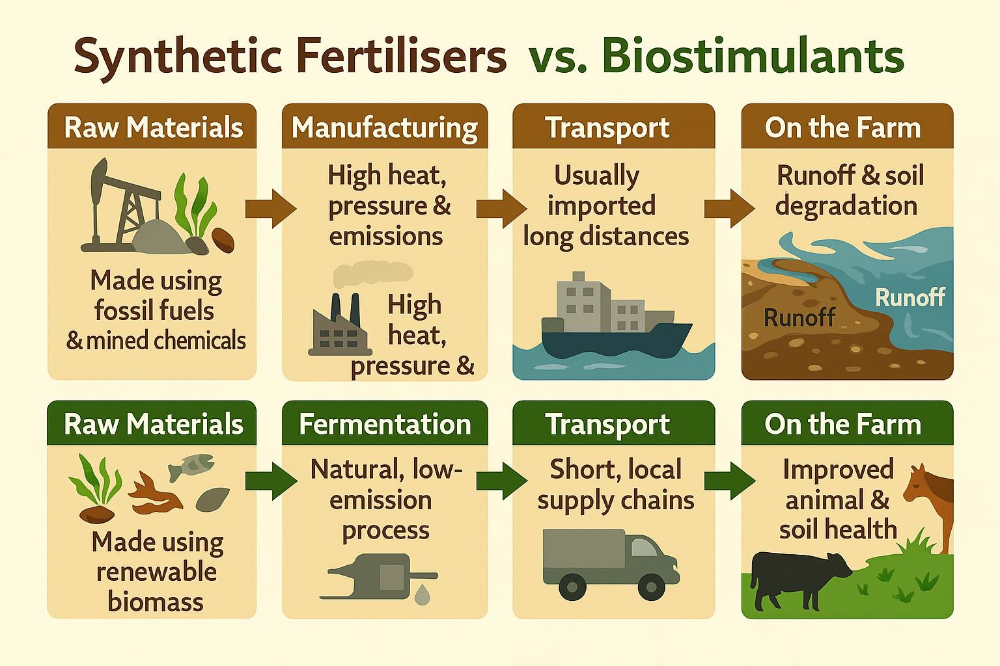 Synthetic Fertilisers vs. Biostimulants
Raw Materials
Made using
fossil fuels
& mined chemicals
Manufacturing
High heat,
pressure &
emissions
High
heat,
pressure &
Transport
Usually
imported
long distances
On the Farm
Runoff & soil
degradation
Runoff
Runoff
Raw Materials
Made using
renewable
biomass
Fermentation
Natural, low-
emission
process
Transport
Short, local
supply chains
On the Farm
Improved
animal &
soil health